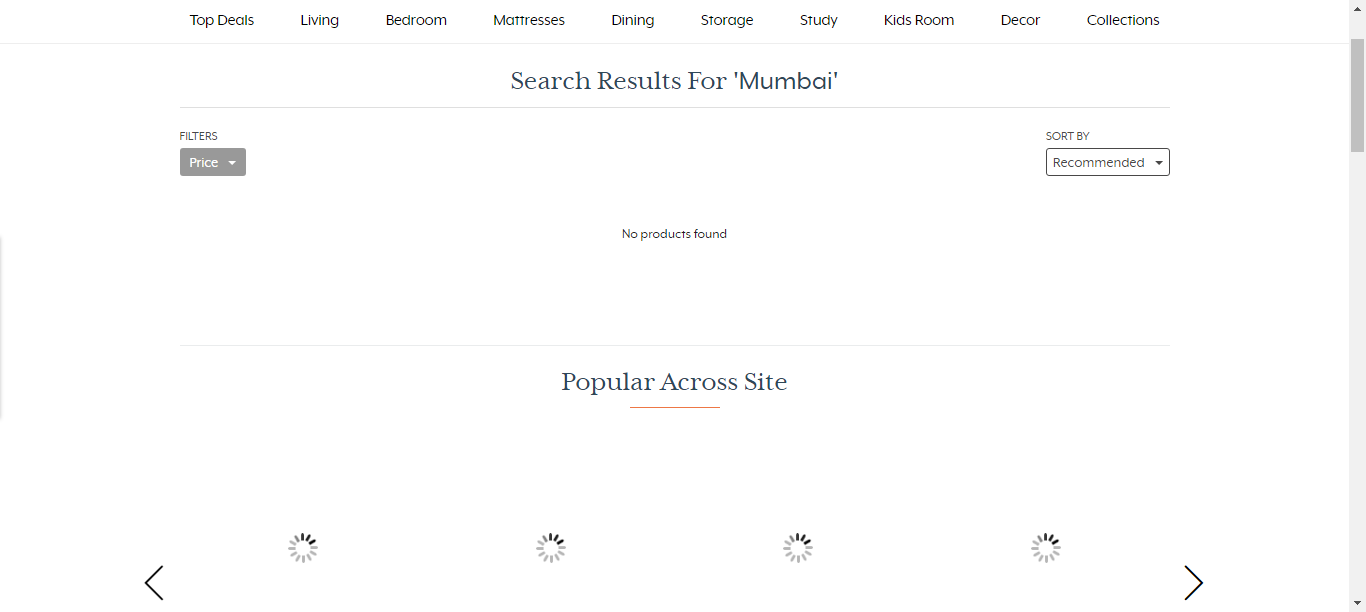 Top Deals Living Bedroom Mattresses Dining Storage Study Kids Room Decor Collections
Search Results For 'Mumbai'
FILTERS SORT BY
Price Recommended
No products found
Popular Across Site